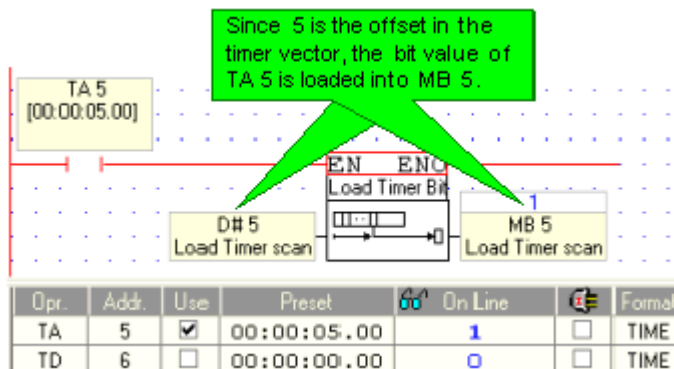 Since 5 is the offset in the
timer vector, the bit value of
TA 5 is loaded into MB 5.
TA 5
[00:00:05.00]
EN ENO
Load Timer Bit
1
D# 5
Load Timer scan
MB 5
Load Timer scan
Opr. Addr. Use Preset On Line Format
TA 5 00:00:05.00 1 TIME
TD 6 00:00:00.00 0 TIME